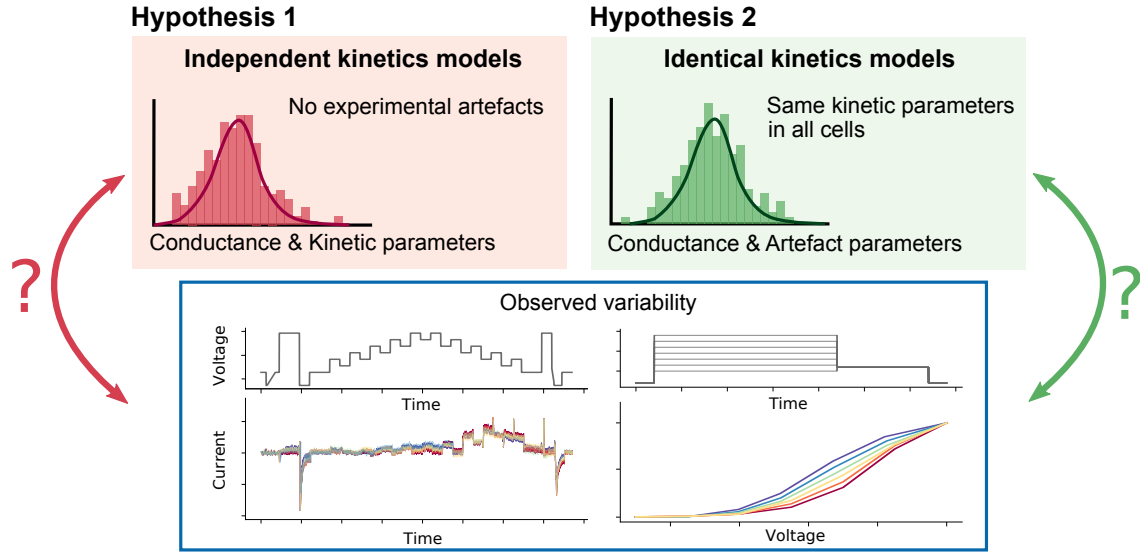 Hypothesis 1
Hypothesis 2
Independent kinetics models
No experimental artefacts
Conductance & Kinetic parameters
Identical kinetics models
Same kinetic parameters
in all cells
Conductance & Artefact parameters
?
?
Observed variability
Voltage
Time
Time
Current
Time
Voltage